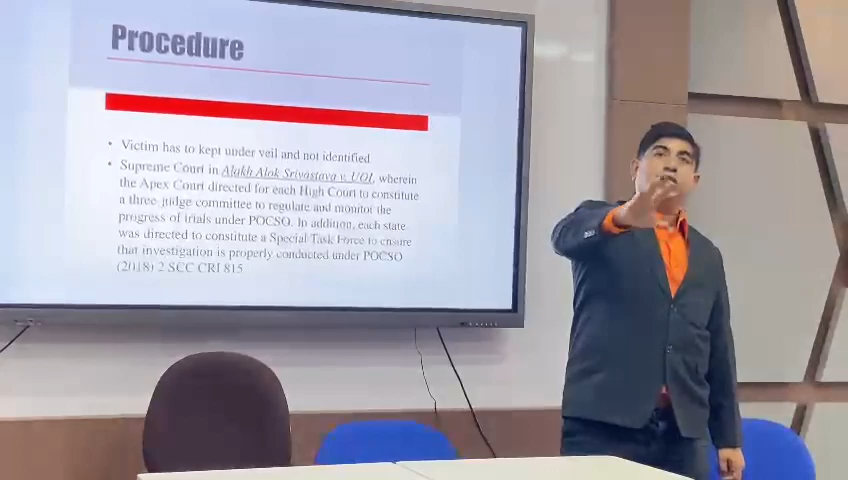 Procedure
• Victim has to kept under veil and not identified
• Supreme Court in Alakh Alok Srivastava v. UOI, wherein
the Apex Court directed for each High Court to constitute
a three-judge committee to regulate and monitor the
progress of trials under POCSO. In addition, each state
was directed to constitute a Special Task Force to ensure
that investigation is properly conducted under POCSO
(2018) 2 SCC CRI 815